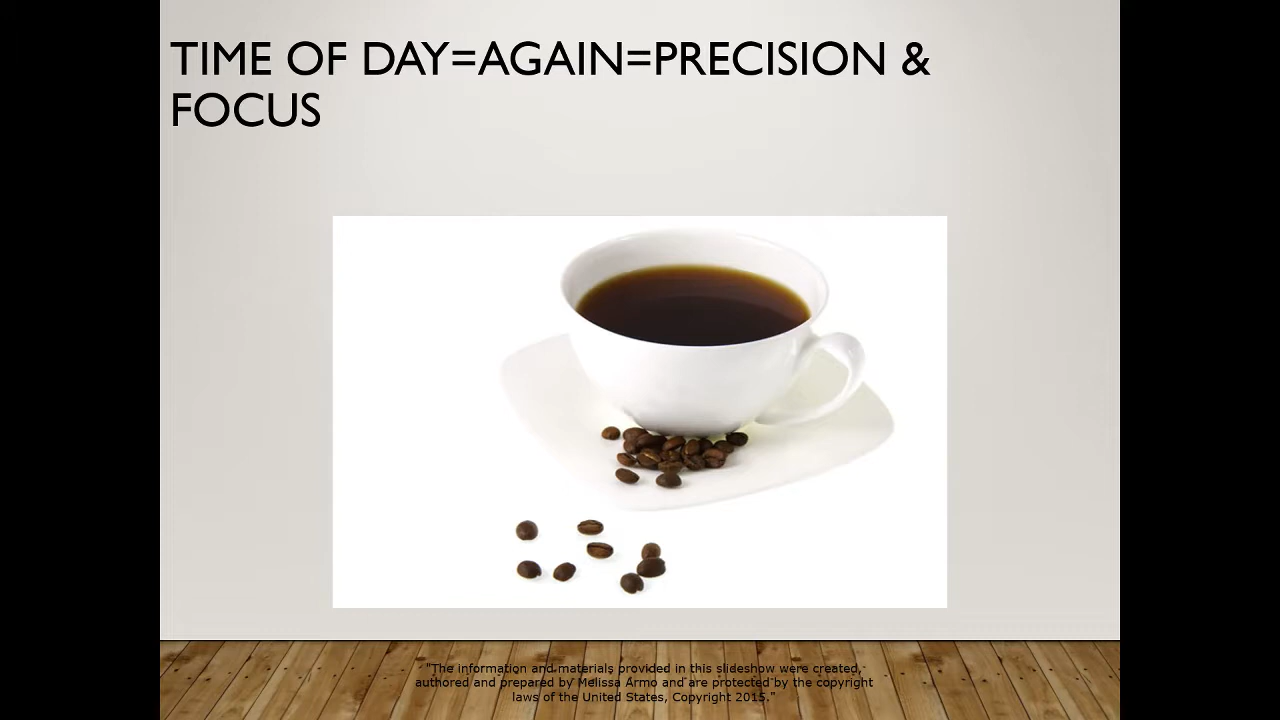 TIME OF DAY=AGAIN=PRECISION &
FOCUS
"The information and materials provided in this slideshow were created,
authored and prepared by Melissa Armo and are protected by the copyright
laws of the United States, Copyright 2015."